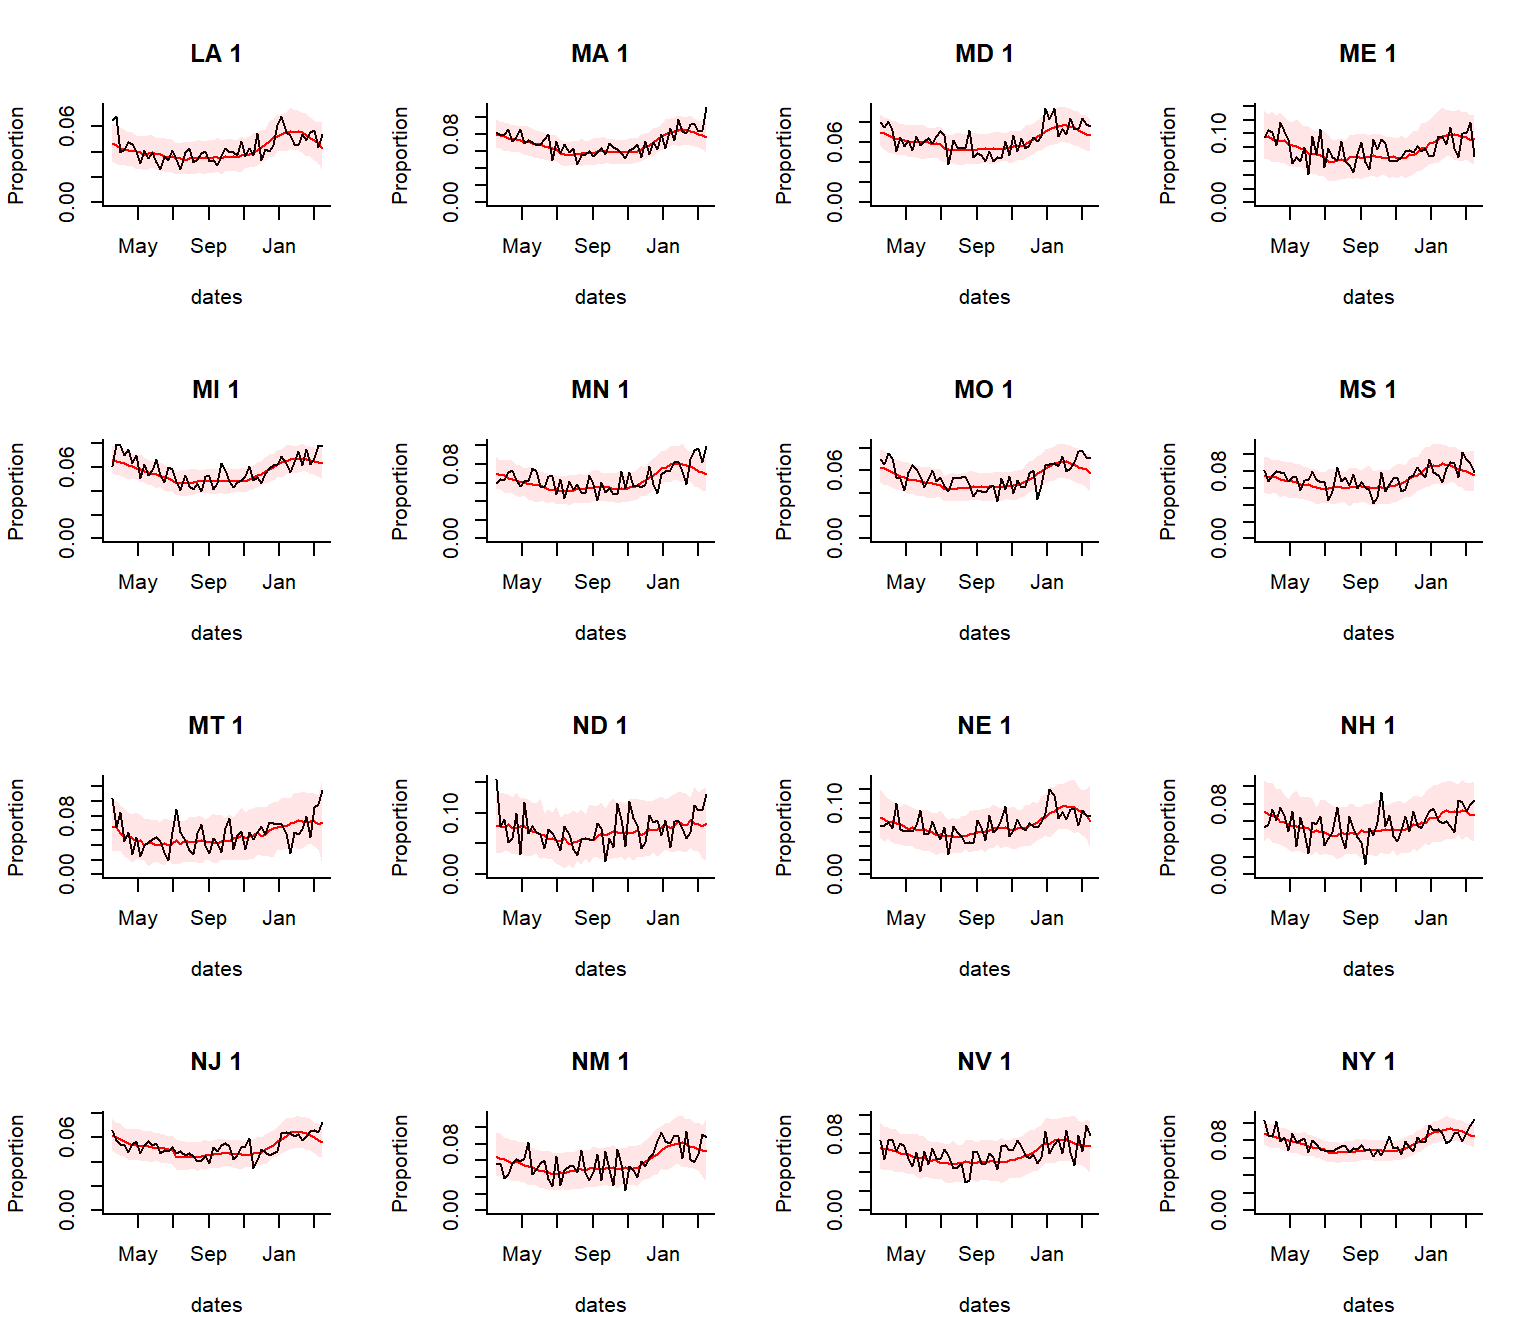 LA 1
MA 1
MD 1
ME 1
Proportion
0.00 0.06
Proportion
0.00 0.08
Proportion
0.00 0.06
Proportion
0.00 0.10
May Sep Jan
May Sep Jan
May Sep Jan
May Sep Jan
dates
dates
dates
dates
MI 1
MN 1
MO 1
MS 1
Proportion
0.00 0.06
Proportion
0.00 0.08
Proportion
0.00 0.06
Proportion
0.00 0.08
May Sep Jan
May Sep Jan
May Sep Jan
May Sep Jan
dates
dates
dates
dates
MT 1
ND 1
NE 1
NH 1
Proportion
0.00 0.08
Proportion
0.00 0.10
Proportion
0.00 0.10
Proportion
0.00 0.08
May Sep Jan
May Sep Jan
May Sep Jan
May Sep Jan
dates
dates
dates
dates
NJ 1
NM 1
NV 1
NY 1
Proportion
0.00 0.06
Proportion
0.00 0.08
Proportion
0.00 0.08
Proportion
0.00 0.08
May Sep Jan
May Sep Jan
May Sep Jan
May Sep Jan
dates
dates
dates
dates